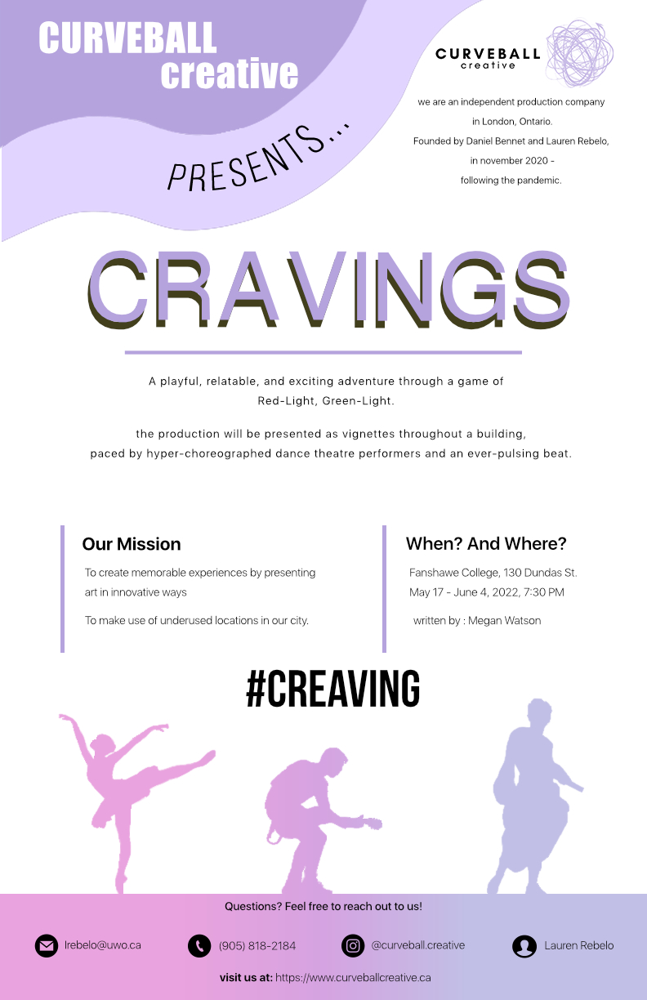 CURVEBALL
creative
PRESENTS...
CURVEBALL
creative
we are an independent production company
in London, Ontario.
Founded by Daniel Bennet and Lauren Rebelo,
in november 2020 -
following the pandemic.
CRAVINGS
A playful, relatable, and exciting adventure through a game of
Red-Light, Green-Light.
the production will be presented as vignettes throughout a building,
paced by hyper-choreographed dance theatre performers and an ever-pulsing beat.
Our Mission
To create memorable experiences by presenting
art in innovative ways
To make use of underused locations in our city.
When? And Where?
Fanshawe College, 130 Dundas St.
May 17 - June 4, 2022, 7:30 PM
written by : Megan Watson
#CREAVING
Questions? Feel free to reach out to us!
lrebelo@uwo.ca
(905) 818-2184
@curveball.creative
Lauren Rebelo
visit us at: https://www.curveballcreative.ca